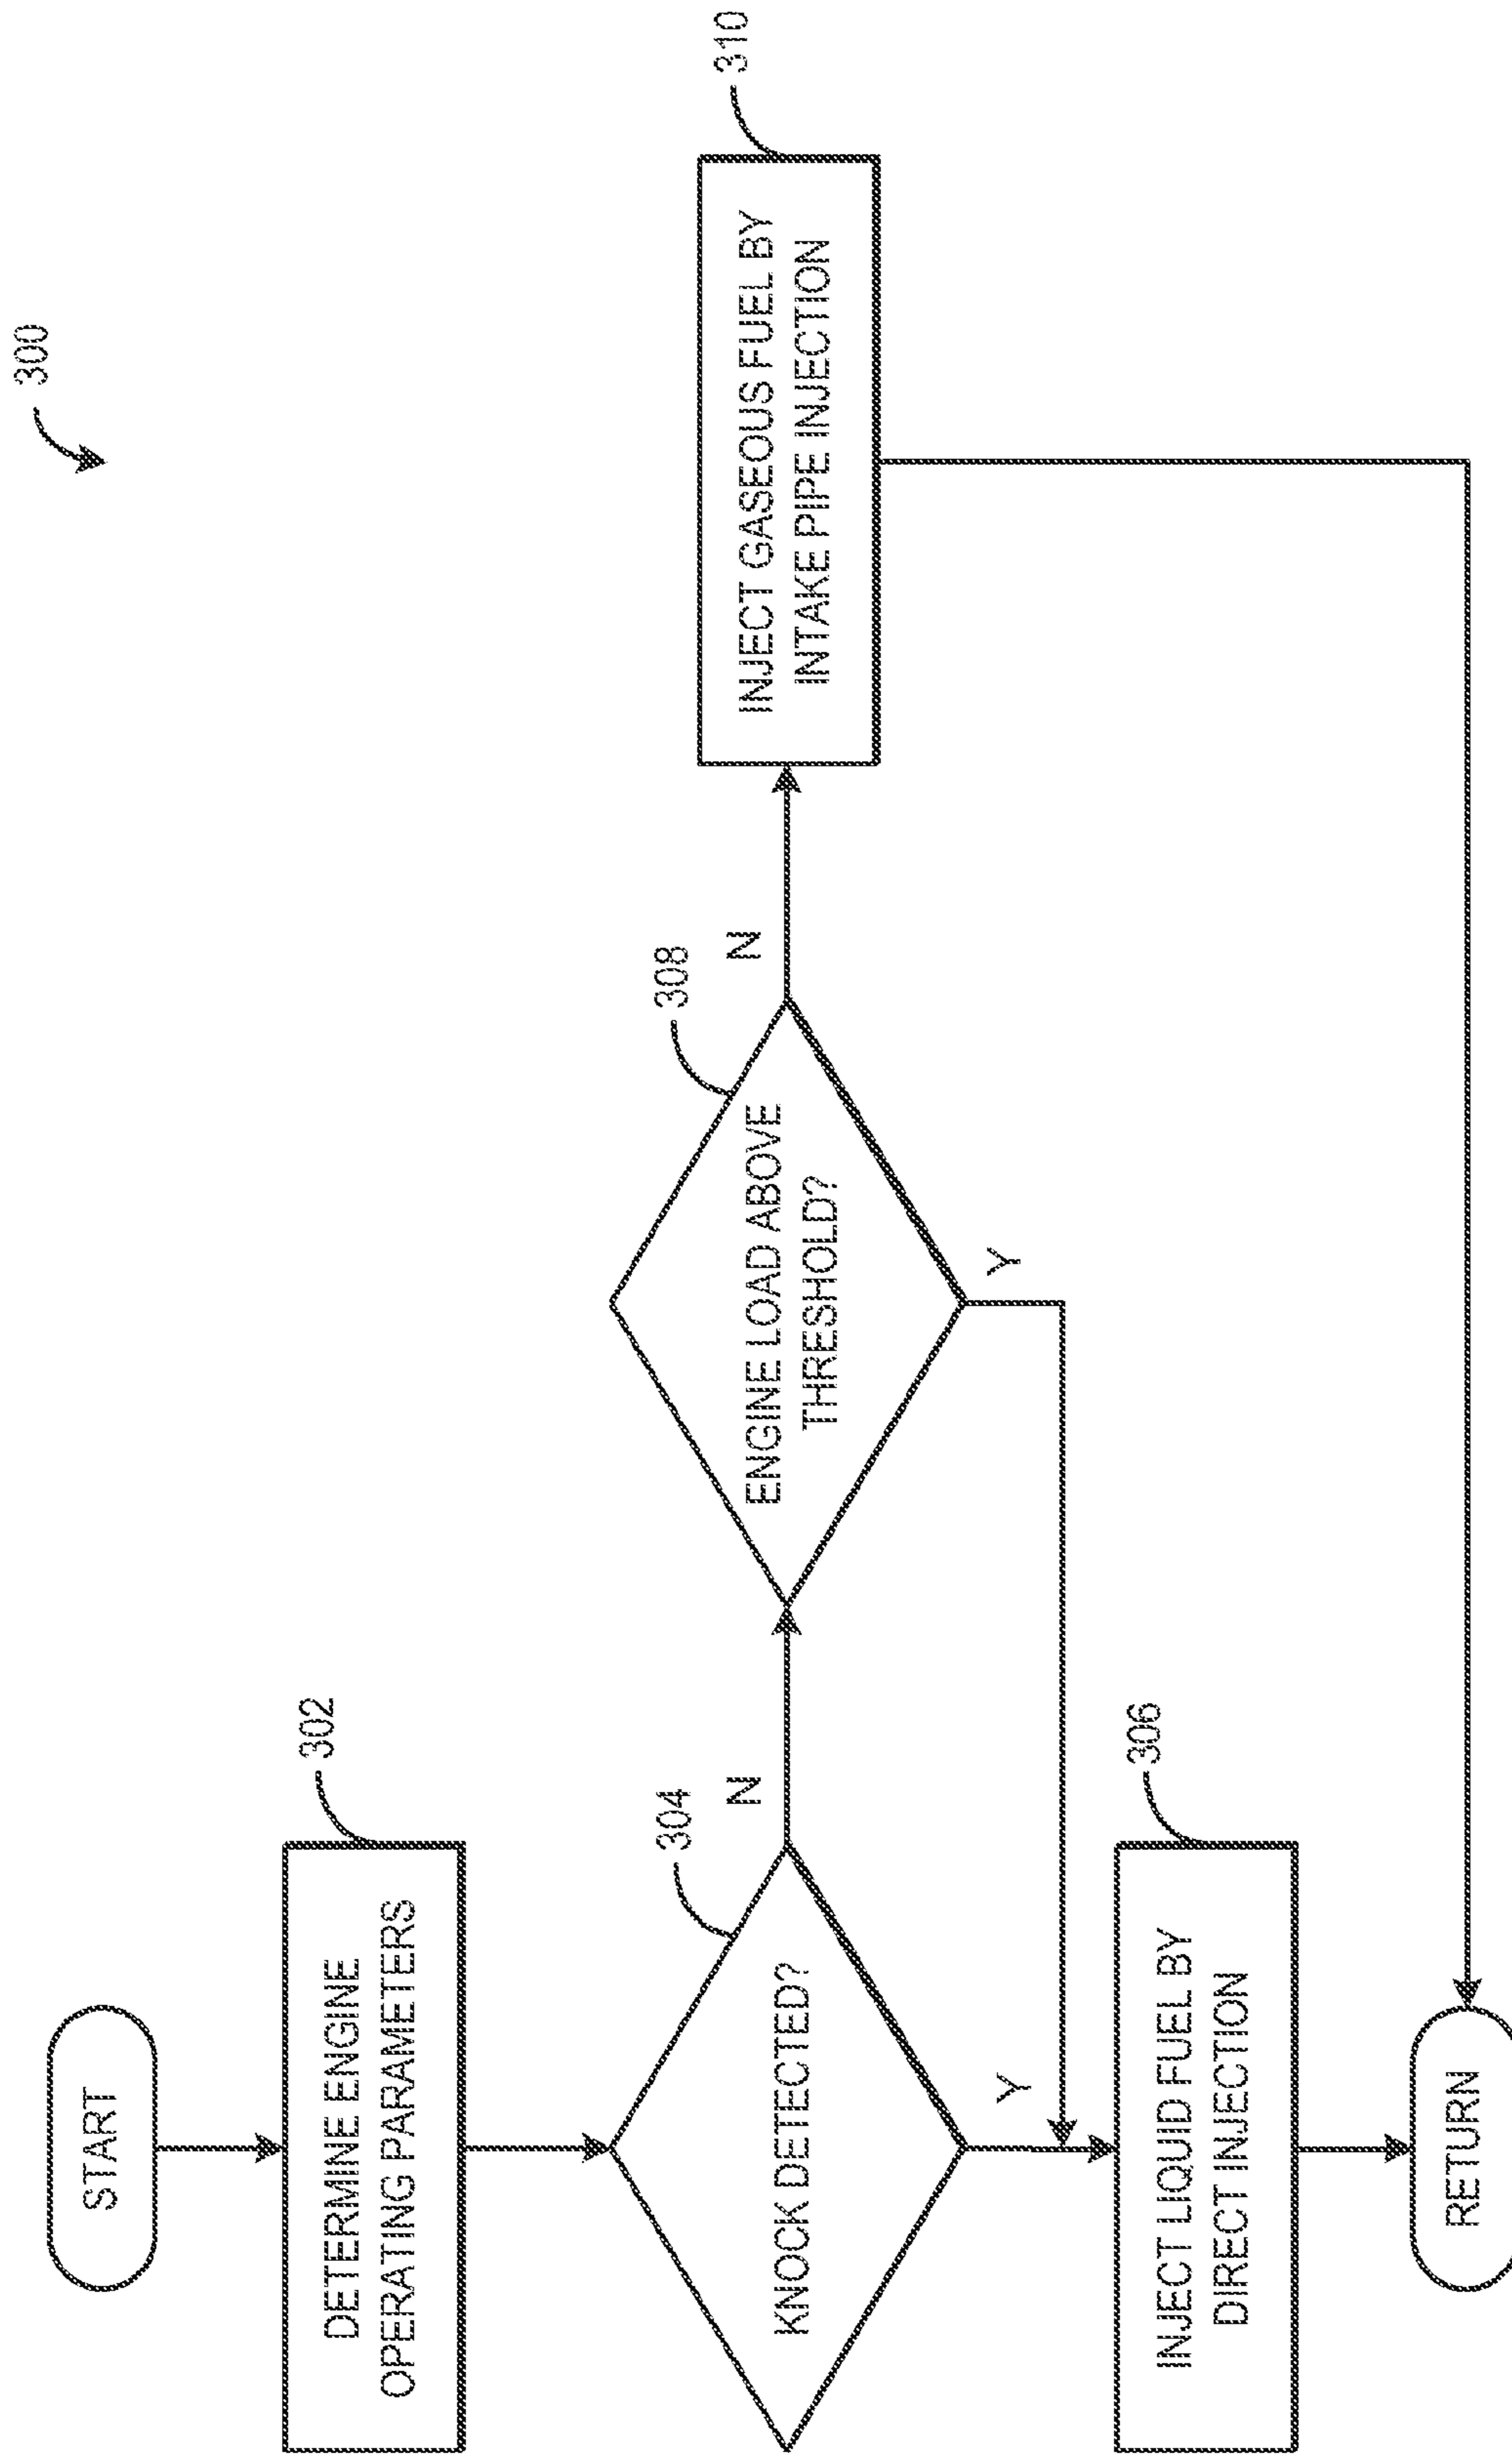 300
START
302
DETERMINE ENGINE
OPERATING PARAMETERS
304
KNOCK DETECTED?
N
308
ENGINE LOAD ABOVE
THRESHOLD?
N
310
INJECT GASEOUS FUEL BY
INTAKE PIPE INJECTION
Y
Y
306
INJECT LIQUID FUEL BY
DIRECT INJECTION
RETURN